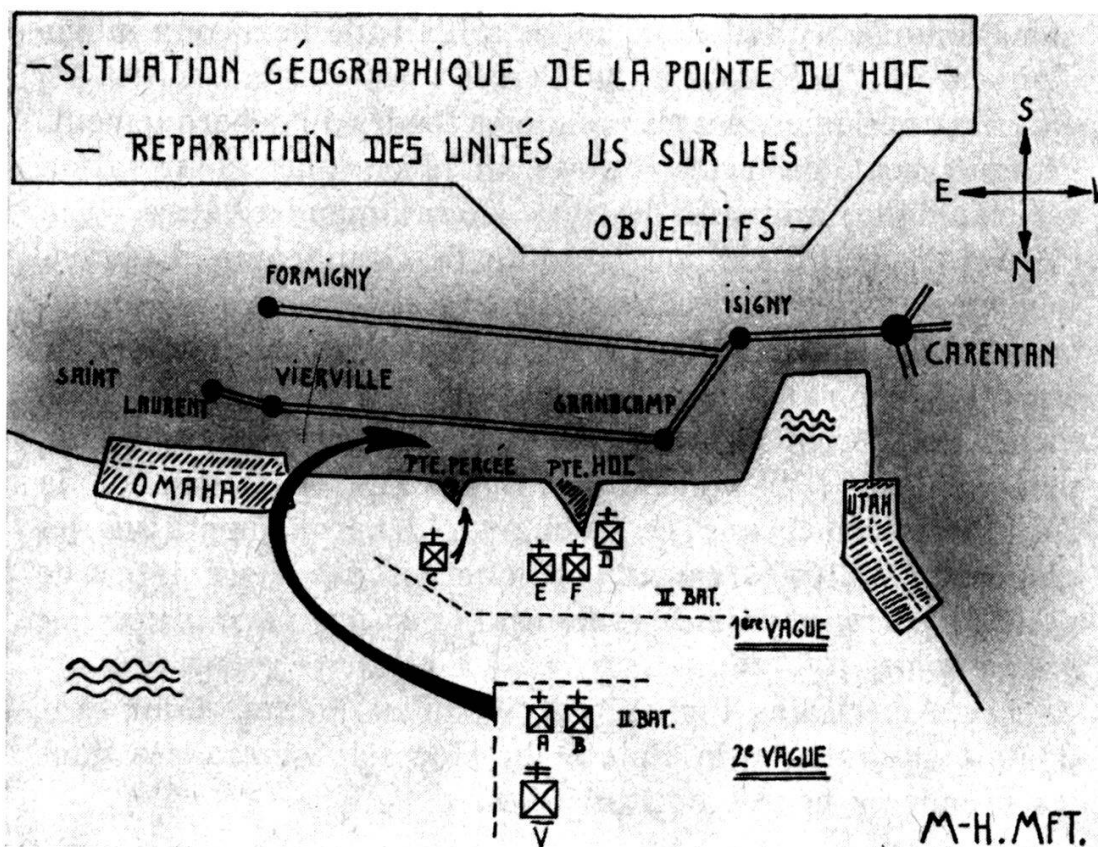 — SITUATION GÉOGRAPHIQUE DE LA POINTE DU HOC —
— REPARTITION DES UNITÉS US SUR LES
OBJECTIFS —
S
E
N
FORMIGNY
ISIGNY
CARENTAN
SAINT
LAURENT
VIERVILLE
GRANDCAMP
PTE. PERCÉE
PTE. HOC
OMAHA
UTAH
D
C
E F
II BAT.
1ère VAGUE
A B
II BAT.
2e VAGUE
V
M-H. MFT.